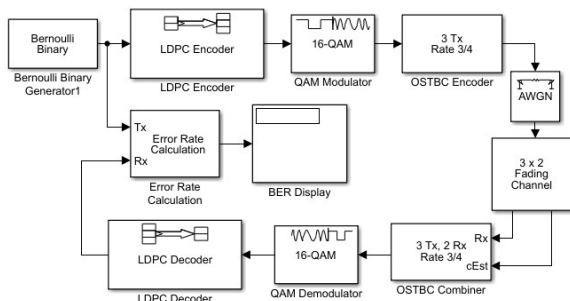 Bernoulli
Binary
Bernoulli Binary
Generator1
LDPC Encoder
LDPC Encoder
16-QAM
QAM Modulator
3 Tx
Rate 3/4
OSTBC Encoder
AWGN
3 x 2
Fading
Channel
Tx
Rx
Error Rate
Calculation
Error Rate
Calculation
BER Display
LDPC Decoder
LDPC Decoder
16-QAM
QAM Demodulator
3 Tx, 2 Rx
Rate 3/4
Rx
cEst
OSTBC Combiner